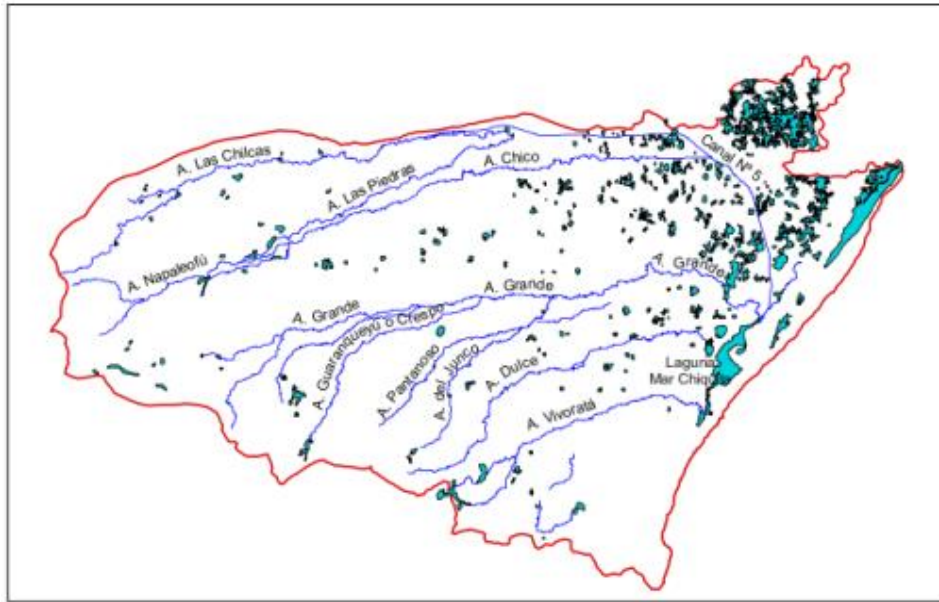 A. Las Chilcas
A. Las Piedras
A. Chico
Canal Nº 5
A. Napaleofú
A. Grande
A. Grande
A. Grande
A. Guaranqueyú o Crespo
A. Pantanoso
A. del Junco
A. Dulce
Laguna
Mar Chiq
A. Vivoratá